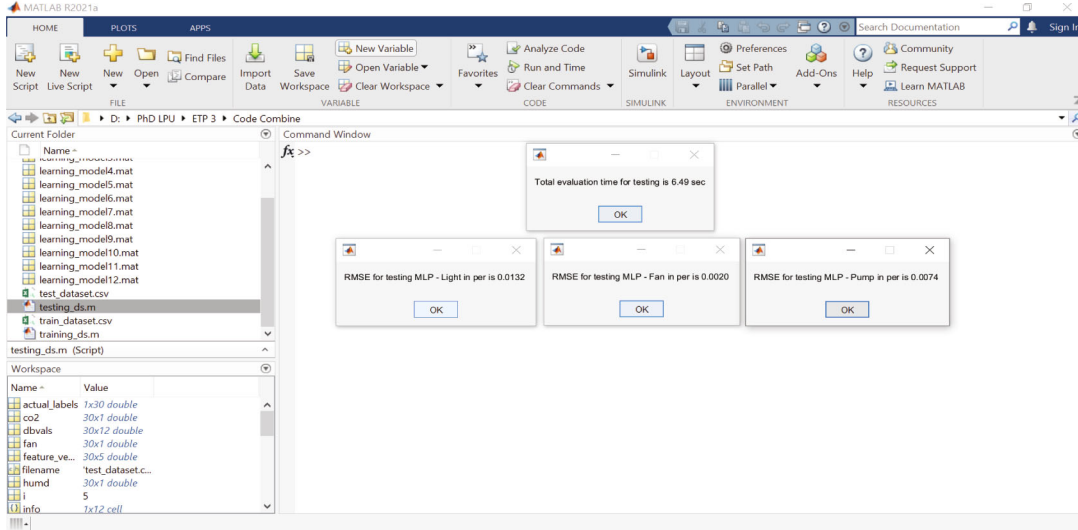 MATLAB R2021a
HOME PLOTS APPS
Search Documentation
Sign In
New Script
New Live Script
New
Open
Find Files
Compare
Import Data
Save Workspace
New Variable
Open Variable
Clear Workspace
Favorites
Analyze Code
Run and Time
Clear Commands
Simulink
Layout
Preferences
Set Path
Parallel
Add-Ons
Help
Community
Request Support
Learn MATLAB
FILE VARIABLE CODE SIMULINK ENVIRONMENT RESOURCES
D: PhD LPU ETP 3 Code Combine
Current Folder
Name
learning_model3.mat
learning_model4.mat
learning_model5.mat
learning_model6.mat
learning_model7.mat
learning_model8.mat
learning_model9.mat
learning_model10.mat
learning_model11.mat
learning_model12.mat
test_dataset.csv
testing_ds.m
train_dataset.csv
training_ds.m
testing_ds.m (Script)
Workspace
Name Value
actual_labels 1x30 double
co2 30x1 double
dbvals 30x12 double
fan 30x1 double
feature_ve... 30x5 double
filename 'test_dataset.c...
humd 30x1 double
i 5
info 1x12 cell
Command Window
fx >>
Total evaluation time for testing is 6.49 sec
OK
RMSE for testing MLP - Light in per is 0.0132
OK
RMSE for testing MLP - Fan in per is 0.0020
OK
RMSE for testing MLP - Pump in per is 0.0074
OK